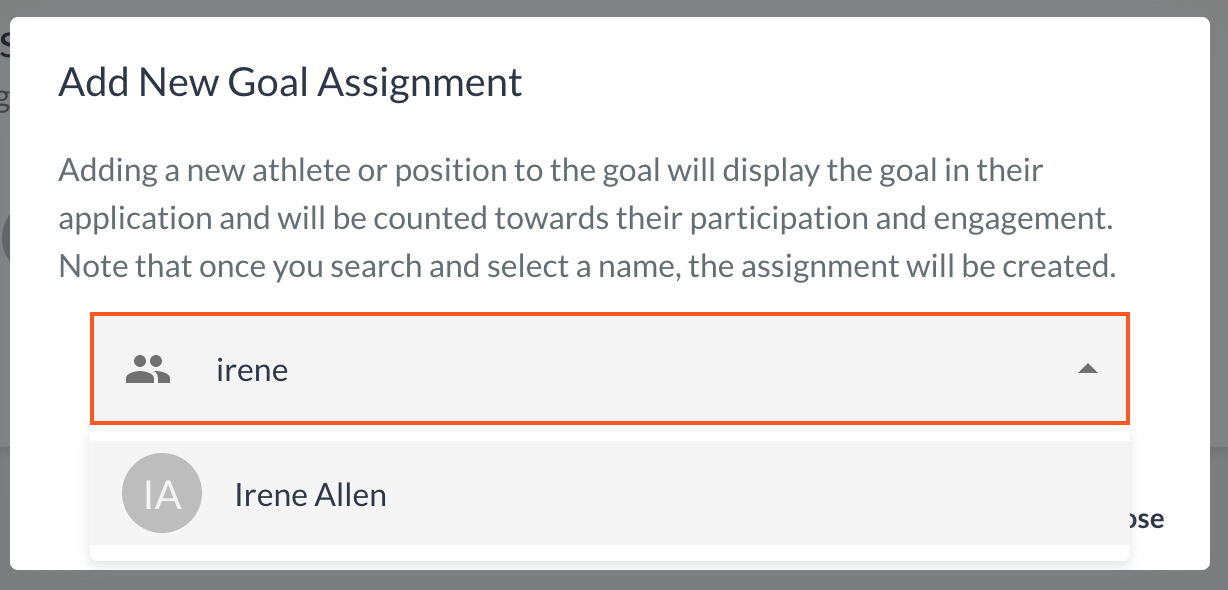 Add New Goal Assignment
Adding a new athlete or position to the goal will display the goal in their
application and will be counted towards their participation and engagement.
Note that once you search and select a name, the assignment will be created.
irene
IA Irene Allen
ose